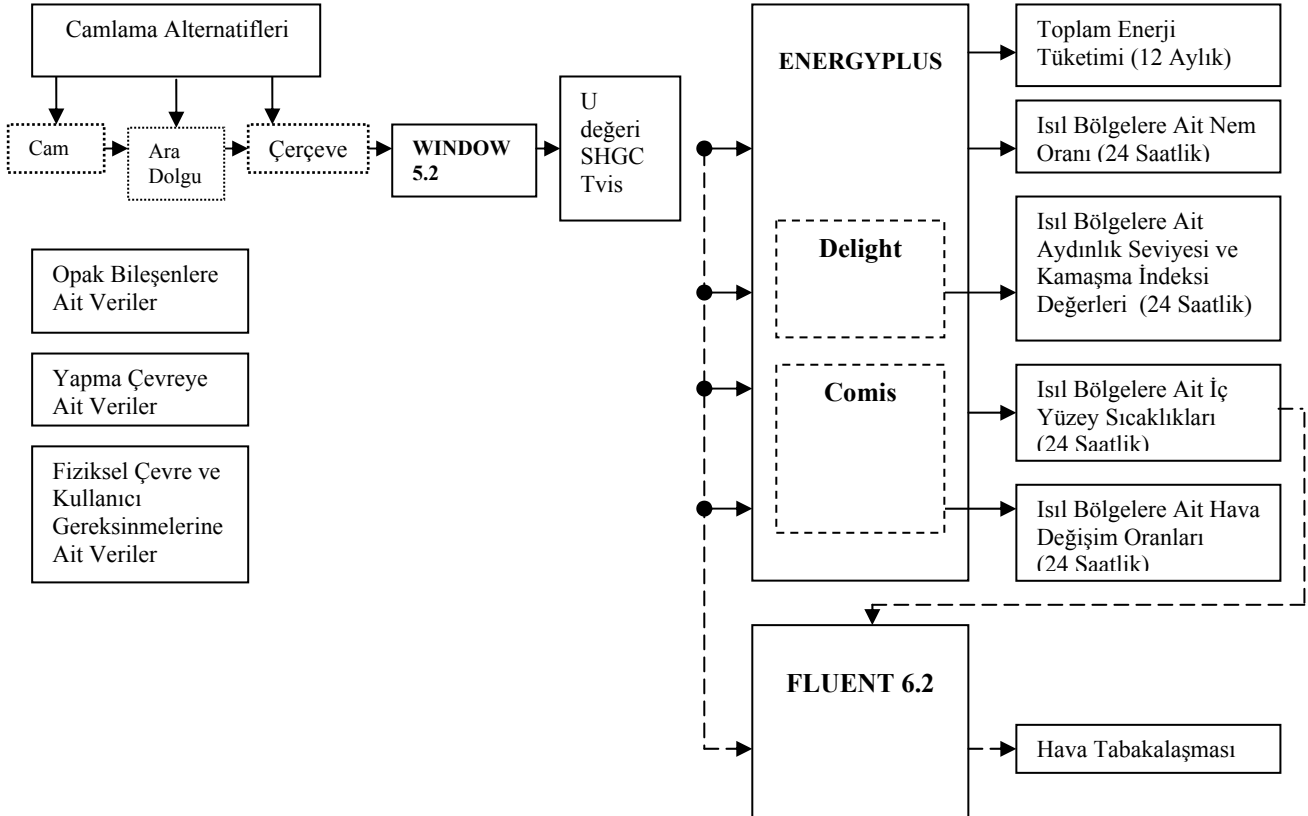 Camlama Alternatifleri
Cam
Ara
Dolgu
Çerçeve
WINDOW
5.2
U
değeri
SHGC
Tvis
Opak Bileşenlere
Ait Veriler
Yapma Çevreye
Ait Veriler
Fiziksel Çevre ve
Kullanıcı
Gereksinmelerine
Ait Veriler
ENERGYPLUS
Delight
Comis
Toplam Enerji
Tüketimi (12 Aylık)
Isıl Bölgelere Ait Nem
Oranı (24 Saatlik)
Isıl Bölgelere Ait
Aydınlık Seviyesi ve
Kamaşma İndeksi
Değerleri (24 Saatlik)
Isıl Bölgelere Ait İç
Yüzey Sıcaklıkları
(24 Saatlik)
Isıl Bölgelere Ait Hava
Değişim Oranları
(24 Saatlik)
FLUENT 6.2
Hava Tabakalaşması